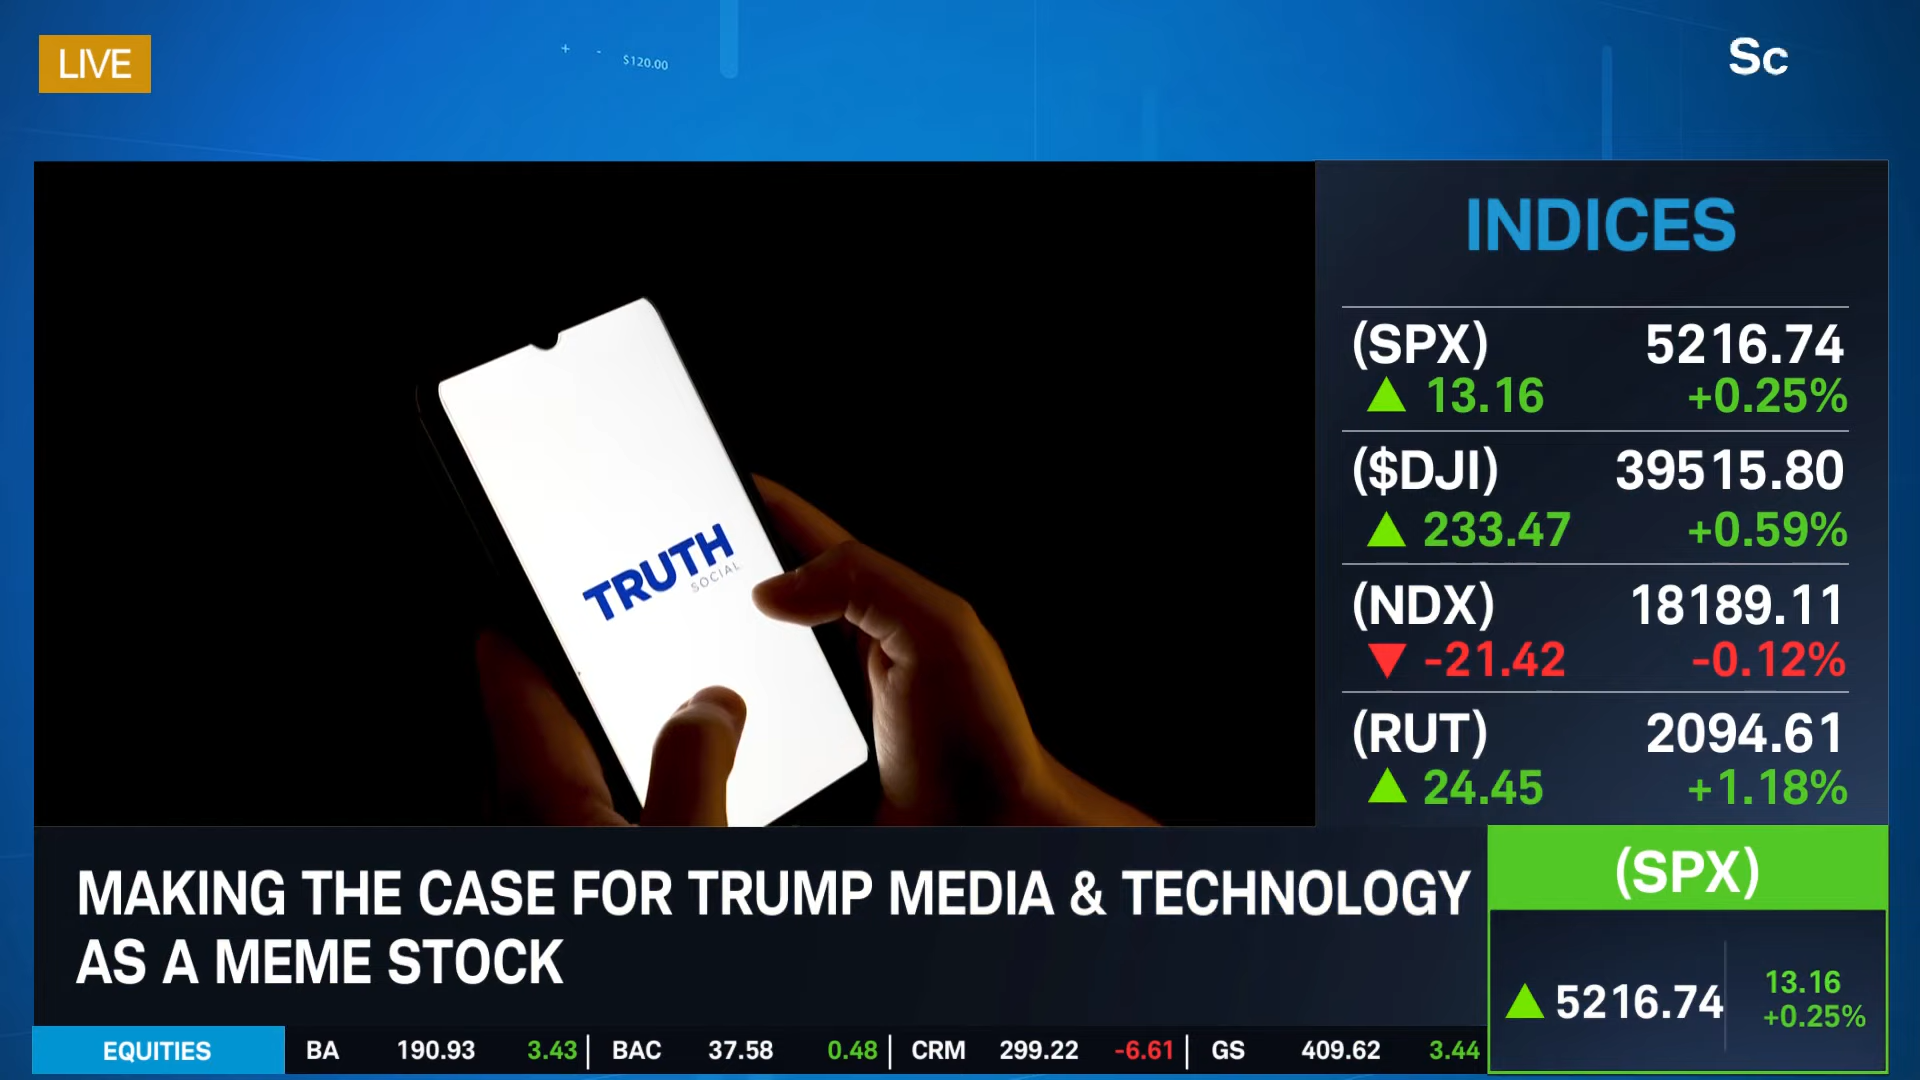 LIVE
+ - $120.00
Sc
TRUTH
SOCIAL
INDICES
(SPX) 5216.74
▲ 13.16 +0.25%
($DJI) 39515.80
▲ 233.47 +0.59%
(NDX) 18189.11
▼ -21.42 -0.12%
(RUT) 2094.61
▲ 24.45 +1.18%
MAKING THE CASE FOR TRUMP MEDIA & TECHNOLOGY
AS A MEME STOCK
(SPX)
▲ 5216.74
13.16
+0.25%
EQUITIES BA 190.93 3.43 | BAC 37.58 0.48 | CRM 299.22 -6.61 | GS 409.62 3.44